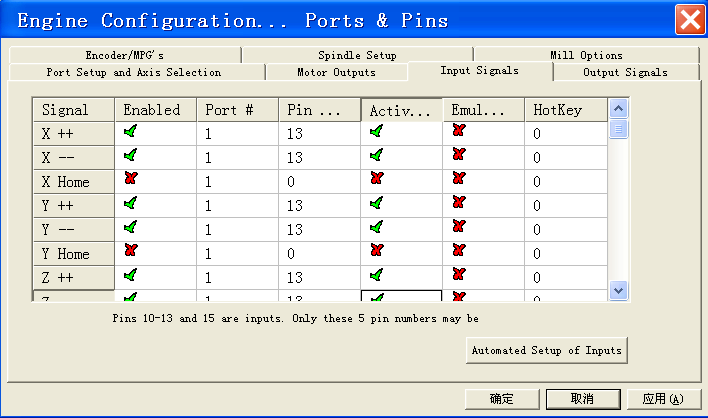 Engine Configuration... Ports & Pins
Encoder/MPG's Spindle Setup Mill Options
Port Setup and Axis Selection Motor Outputs Input Signals Output Signals
Signal Enabled Port # Pin ... Activ... Emul... HotKey
X ++ 1 13 0
X -- 1 13 0
X Home 1 0 0
Y ++ 1 13 0
Y -- 1 13 0
Y Home 1 0 0
Z ++ 1 13 0
Z -- 1 13 0
Pins 10-13 and 15 are inputs. Only these 5 pin numbers may be
Automated Setup of Inputs
确定 取消 应用(A)